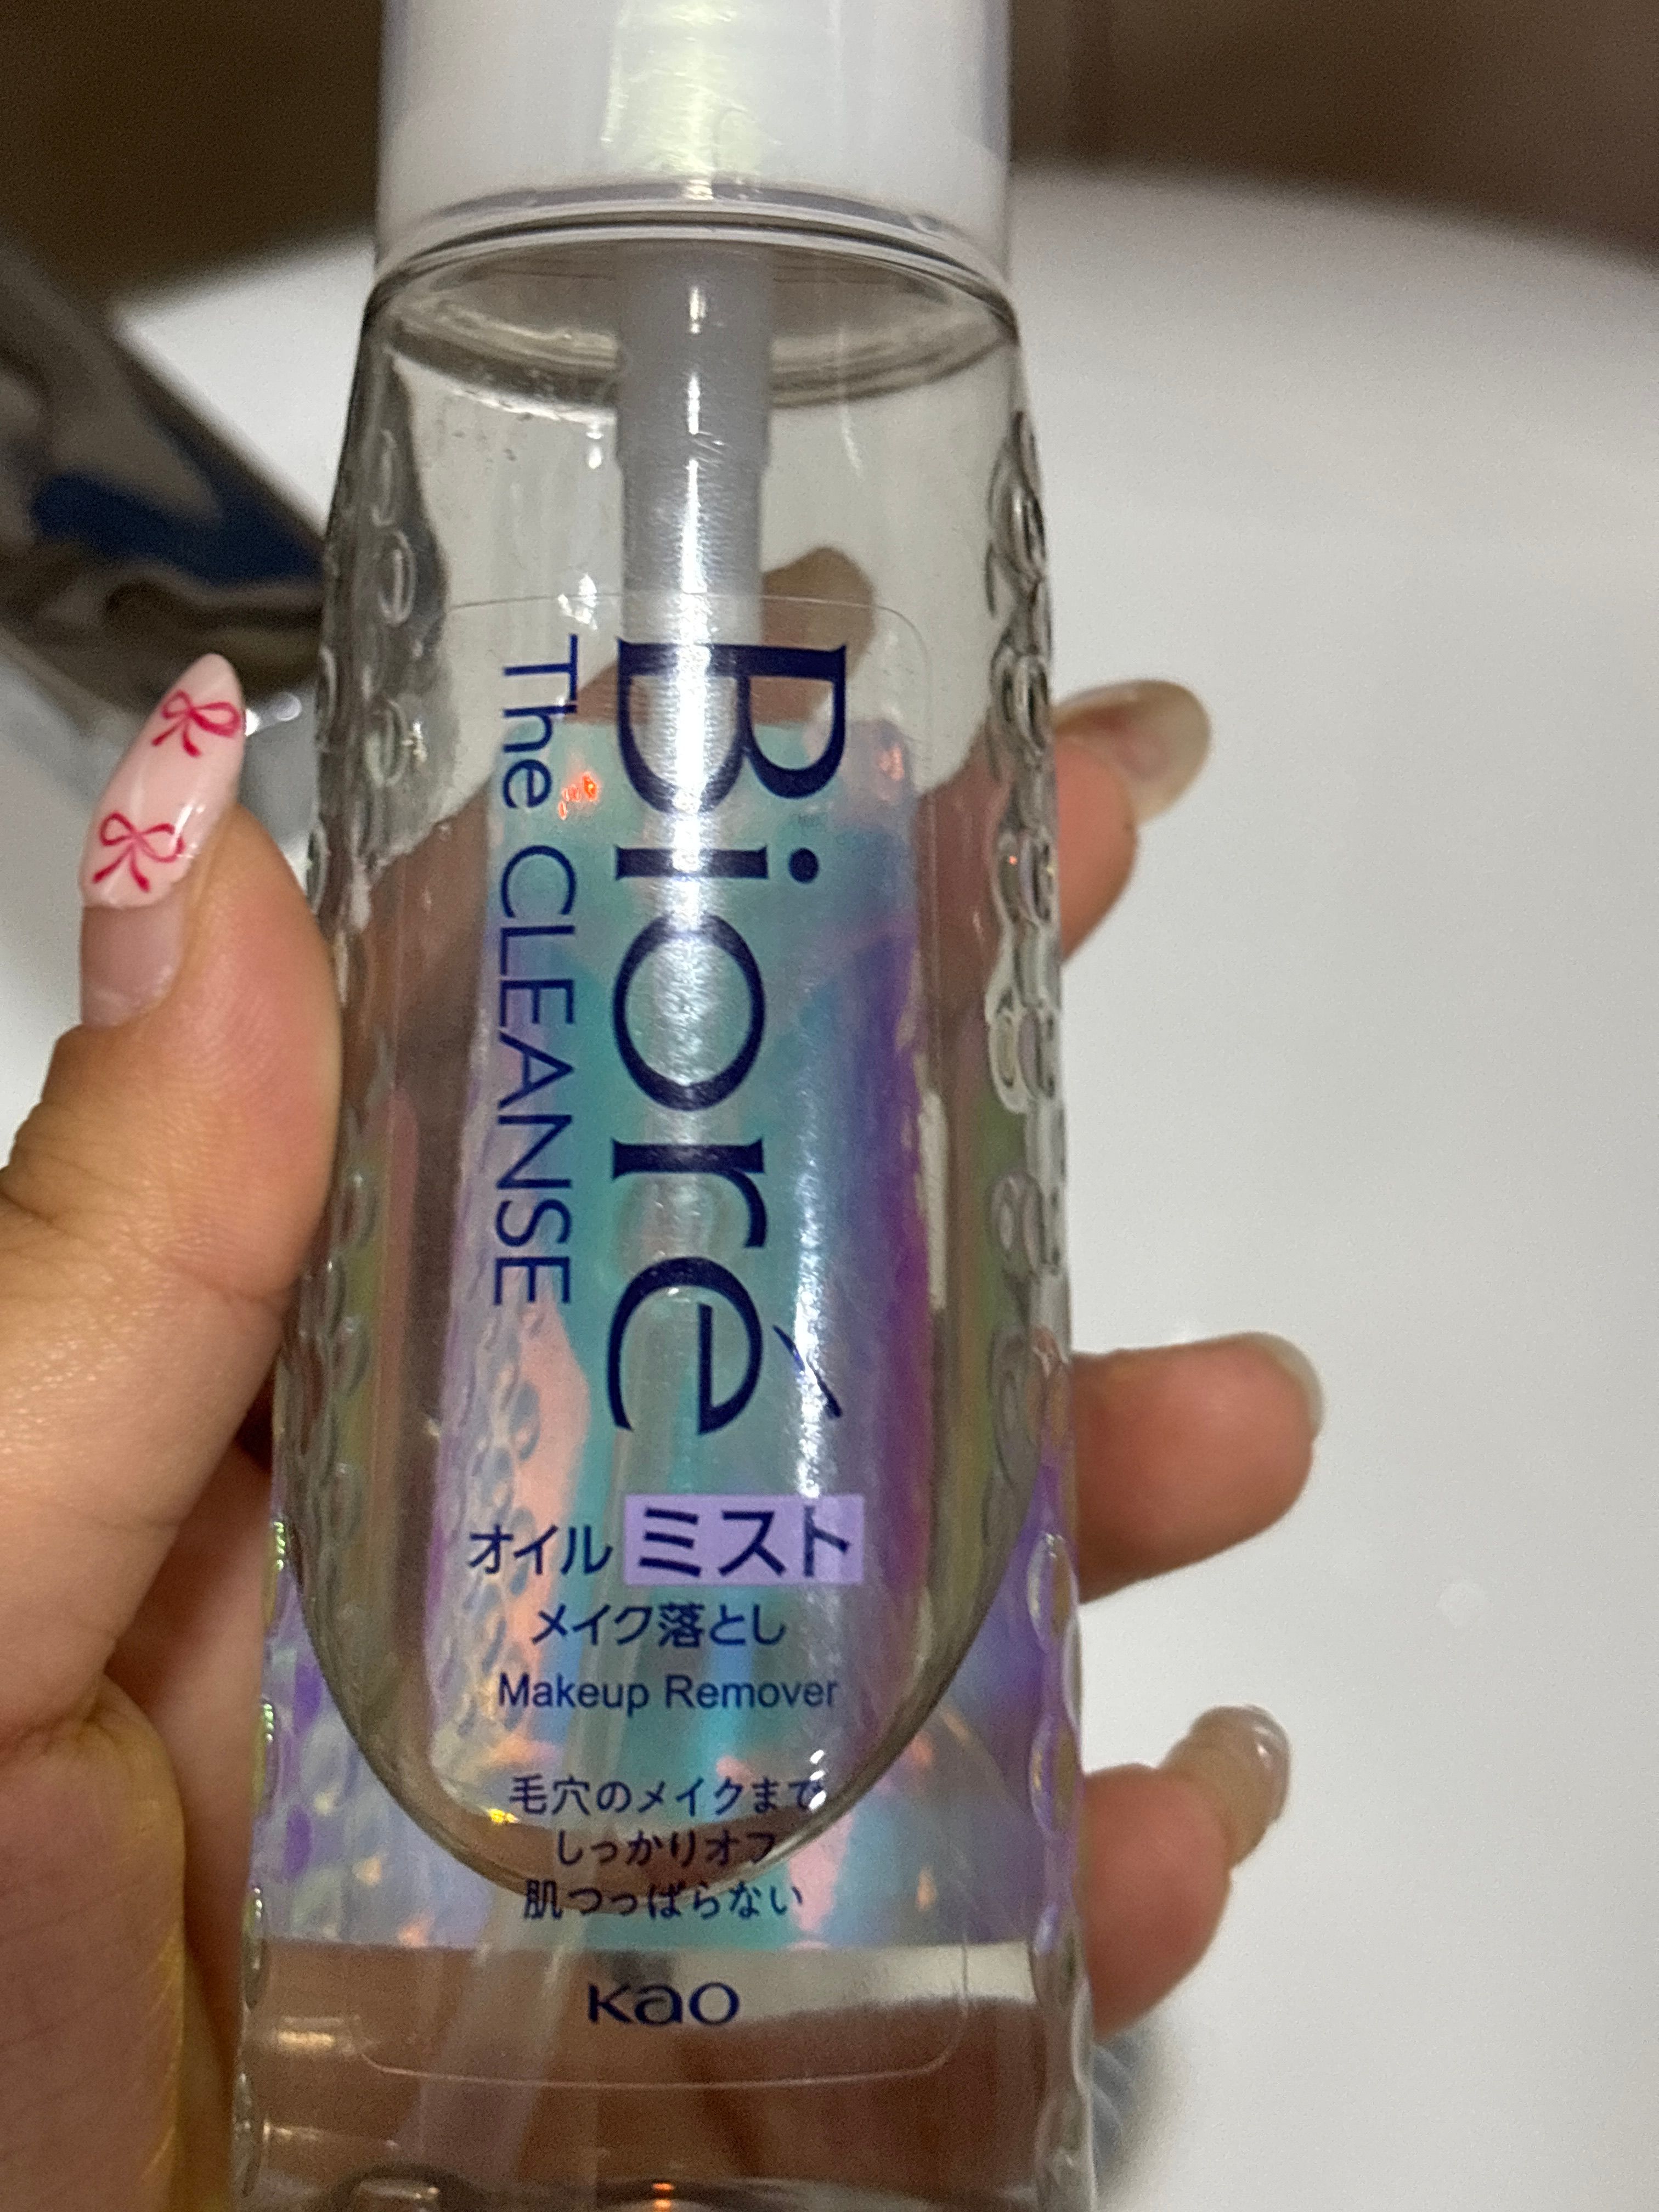 Bioré
The CLEANSE
オイルミスト
メイク落とし
Makeup Remover
毛穴のメイクまで
しっかりオフ
肌つっぱらない
Kao